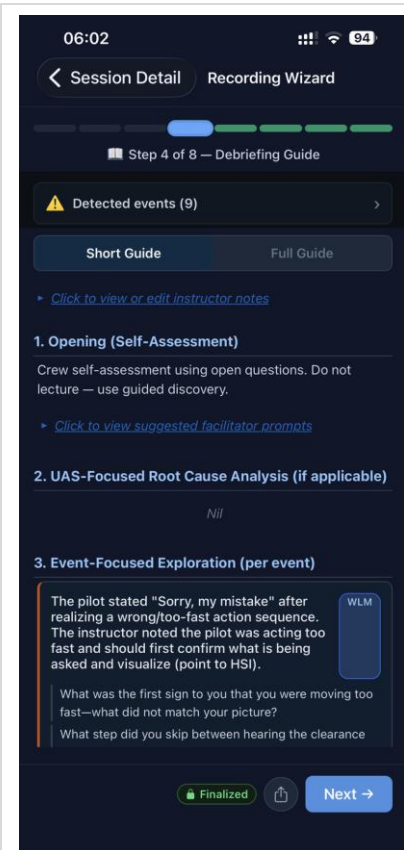 06:02
94
Session Detail
Recording Wizard
Step 4 of 8 — Debriefing Guide
Detected events (9)
Short Guide
Full Guide
Click to view or edit instructor notes
1. Opening (Self-Assessment)
Crew self-assessment using open questions. Do not
lecture — use guided discovery.
Click to view suggested facilitator prompts
2. UAS-Focused Root Cause Analysis (if applicable)
Nil
3. Event-Focused Exploration (per event)
The pilot stated "Sorry, my mistake" after
realizing a wrong/too-fast action sequence.
The instructor noted the pilot was acting too
fast and should first confirm what is being
asked and visualize (point to HSI).
WLM
What was the first sign to you that you were moving too
fast—what did not match your picture?
What step did you skip between hearing the clearance
Finalized
Next →